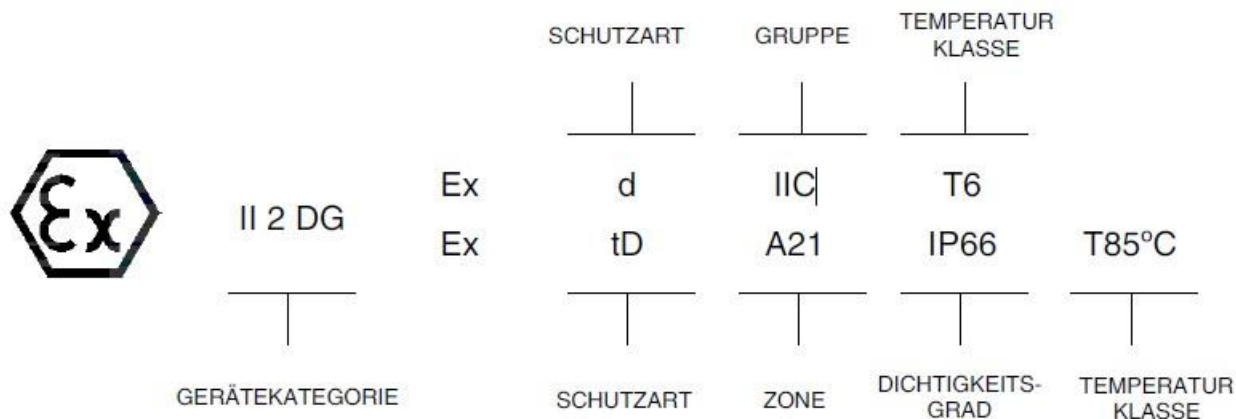 SCHUTZART GRUPPE TEMPERATUR
KLASSE
Ex d IIC T6
Ex II 2 DG
Ex tD A21 IP66 T85ºC
GERÄTEKATEGORIE SCHUTZART ZONE DICHTIGKEITS-
GRAD TEMPERATUR
KLASSE